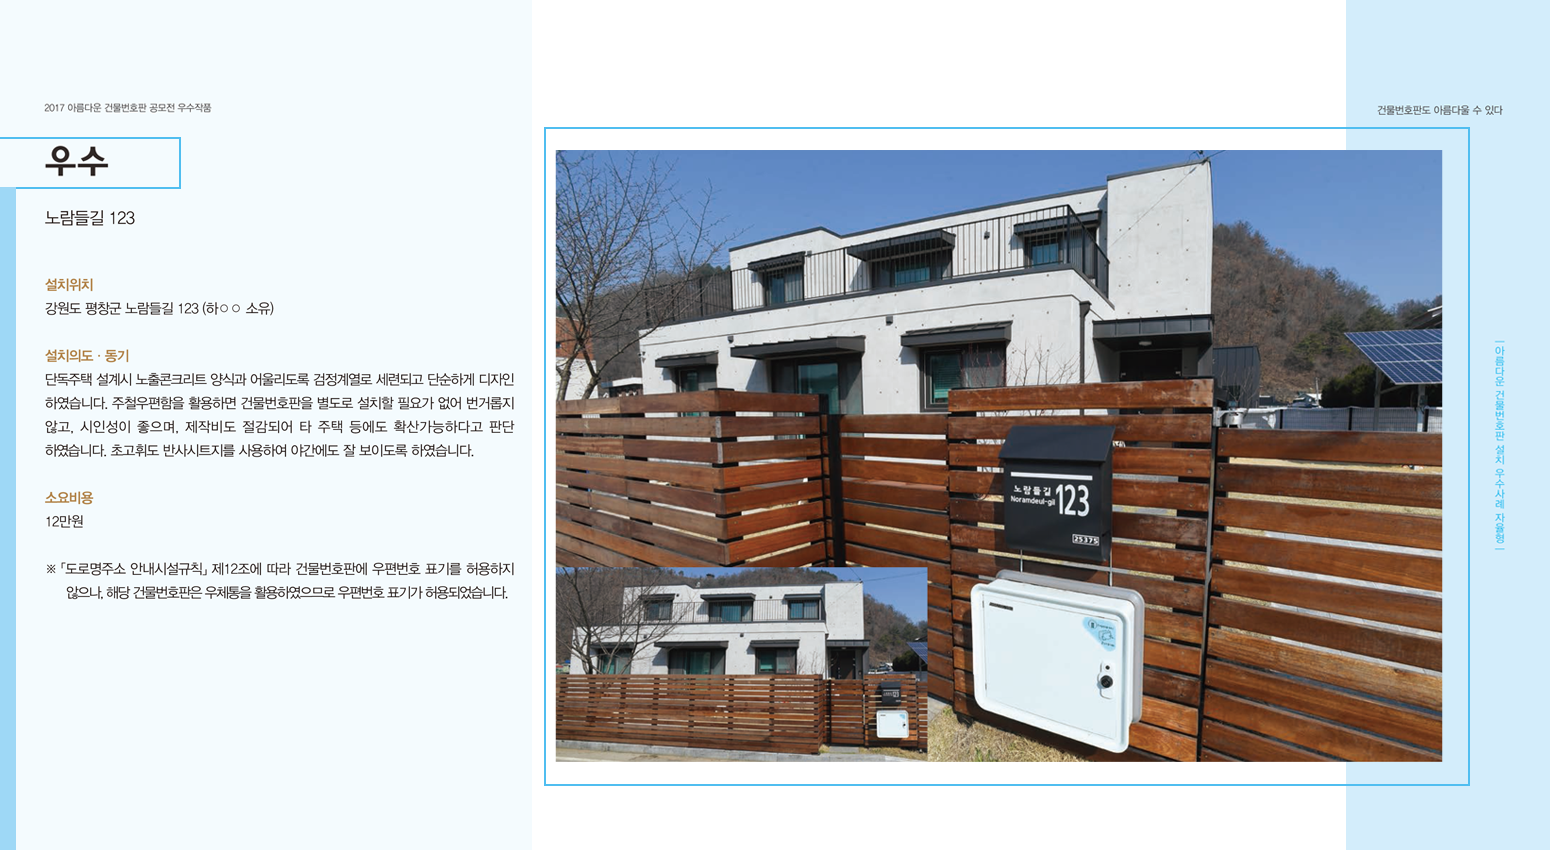 2017 아름다운 건물번호판 공모전 우수작품
건물번호판도 아름다울 수 있다
우수
노람들길 123
설치위치
강원도 평창군 노람들길 123 (하○○ 소유)
설치의도 · 동기
단독주택 설계시 노출콘크리트 양식과 어울리도록 검정계열로 세련되고 단순하게 디자인
하였습니다. 주철우편함을 활용하면 건물번호판을 별도로 설치할 필요가 없어 번거롭지
않고, 시인성이 좋으며, 제작비도 절감되어 타 주택 등에도 확산가능하다고 판단
하였습니다. 초고휘도 반사시트지를 사용하여 야간에도 잘 보이도록 하였습니다.
소요비용
12만원
※ 「도로명주소 안내시설규칙」 제12조에 따라 건물번호판에 우편번호 표기를 허용하지
않으나, 해당 건물번호판은 우체통을 활용하였으므로 우편번호 표기가 허용되었습니다.
노람들길 123
Noramdeul-gil
25375
|아름다운 건물번호판 설치 우수사례 자율형|